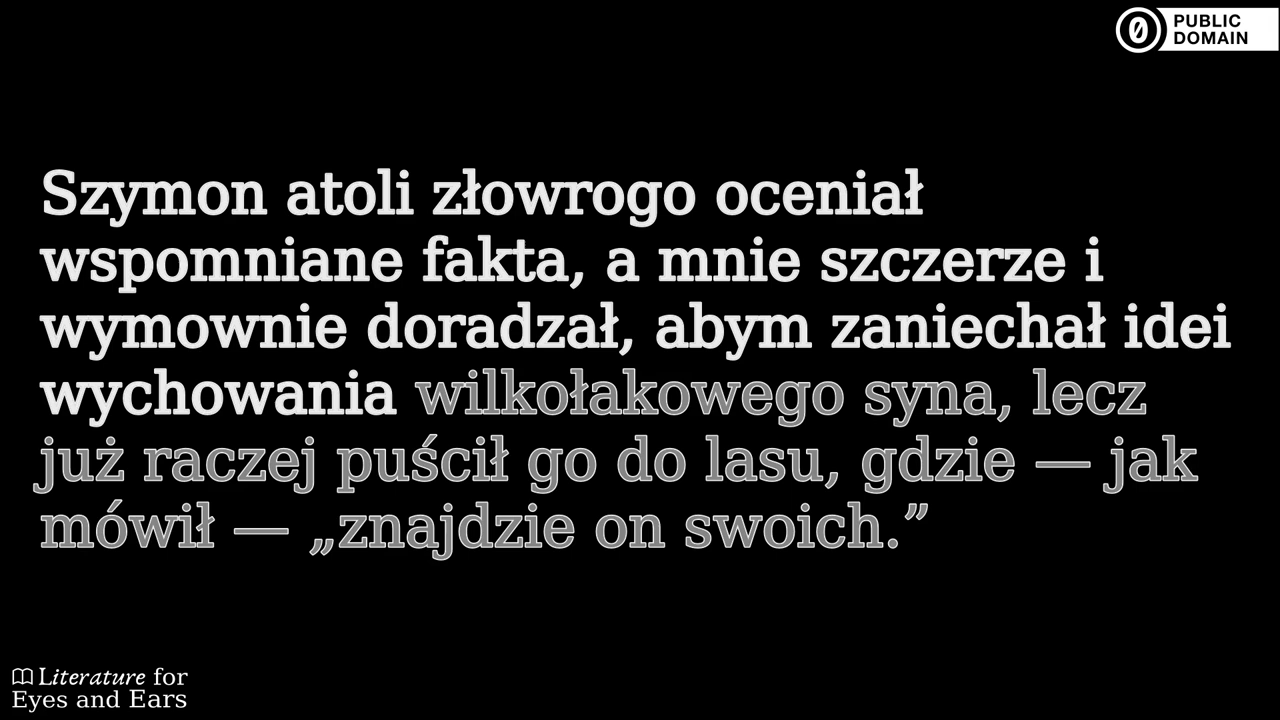 PUBLIC
DOMAIN
Szymon atoli złowrogo oceniał
wspomniane fakta, a mnie szczerze i
wymownie doradzał, abym zaniechał idei
wychowania wilkołakowego syna, lecz
już raczej puścił go do lasu, gdzie — jak
mówił — „znajdzie on swoich.”
Literature for
Eyes and Ears